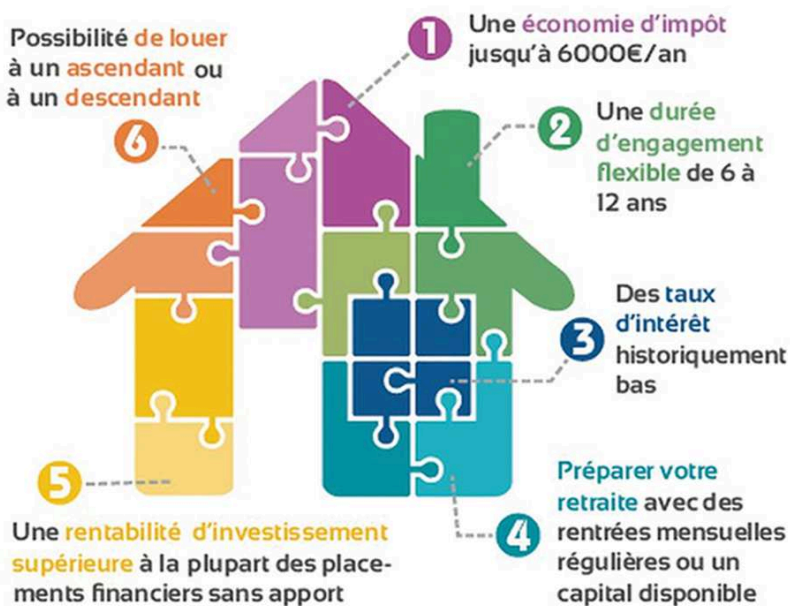 1
Une économie d'impôt
jusqu'à 6000€/an
2
Une durée
d'engagement
flexible de 6 à
12 ans
3
Des taux
d'intérêt
historiquement
bas
4
Préparer votre
retraite avec des
rentrées mensuelles
régulières ou un
capital disponible
5
Une rentabilité d'investissement
supérieure à la plupart des place-
ments financiers sans apport
6
Possibilité de louer
à un ascendant ou
à un descendant